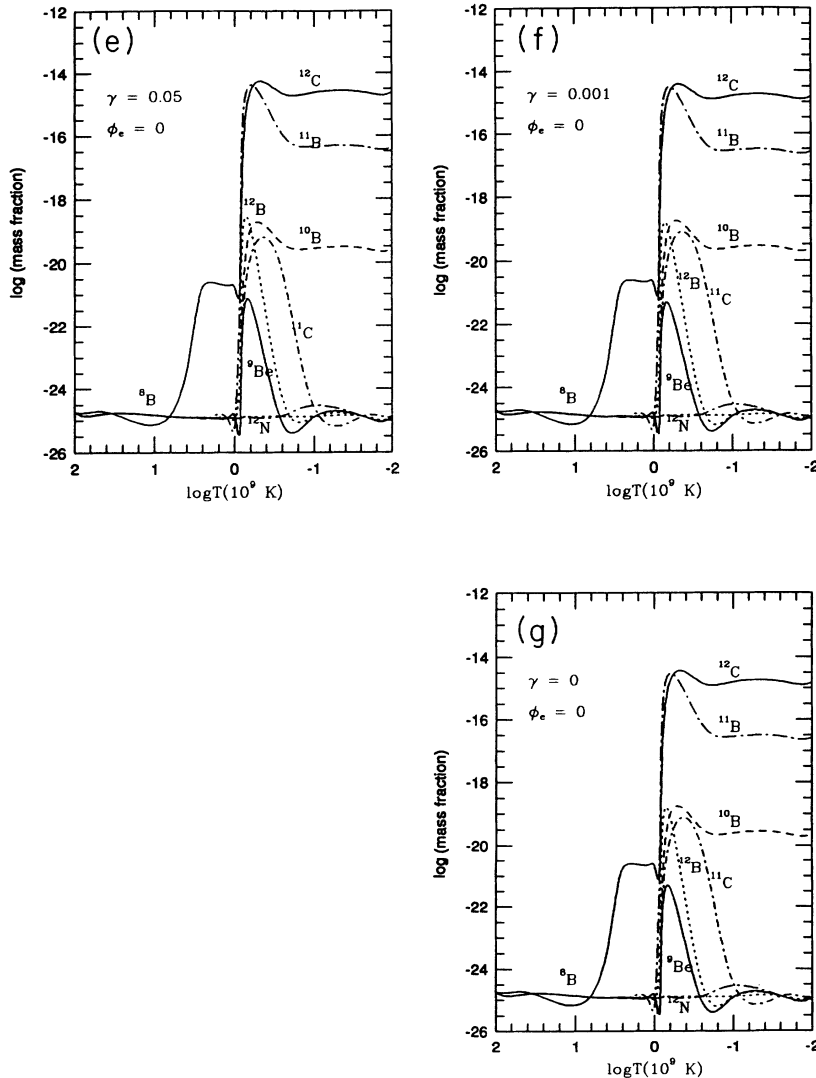 (e)
γ = 0.05
ϕₑ = 0
¹²C
¹¹B
¹²B
¹⁰B
¹C
⁹Be
⁸B
¹²N
log (mass fraction)
-12
-14
-16
-18
-20
-22
-24
-26
2 1 0 -1 -2
logT(10⁹ K)
(f)
γ = 0.001
ϕₑ = 0
¹²C
¹¹B
¹⁰B
¹²B
¹¹C
⁹Be
⁸B
¹²N
log (mass fraction)
-12
-14
-16
-18
-20
-22
-24
-26
2 1 0 -1 -2
logT(10⁹ K)
(g)
γ = 0
ϕₑ = 0
¹²C
¹¹B
¹⁰B
¹²B
¹¹C
⁹Be
⁸B
¹²N
log (mass fraction)
-12
-14
-16
-18
-20
-22
-24
-26
2 1 0 -1 -2
logT(10⁹ K)